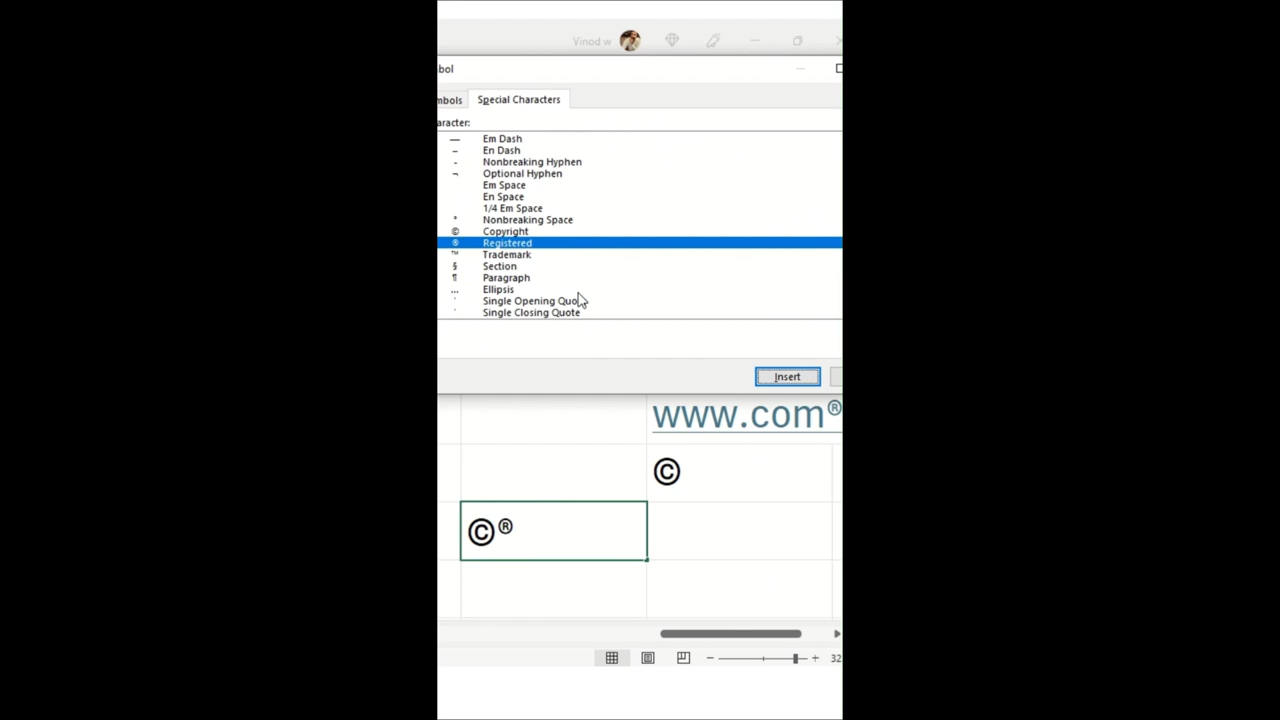 Vinod w
bol
mbols Special Characters
aracter:
— Em Dash
– En Dash
- Nonbreaking Hyphen
¬ Optional Hyphen
Em Space
En Space
1/4 Em Space
° Nonbreaking Space
© Copyright
® Registered
™ Trademark
§ Section
¶ Paragraph
… Ellipsis
‘ Single Opening Quo
’ Single Closing Quote
Insert
www.com®
©
©®
32